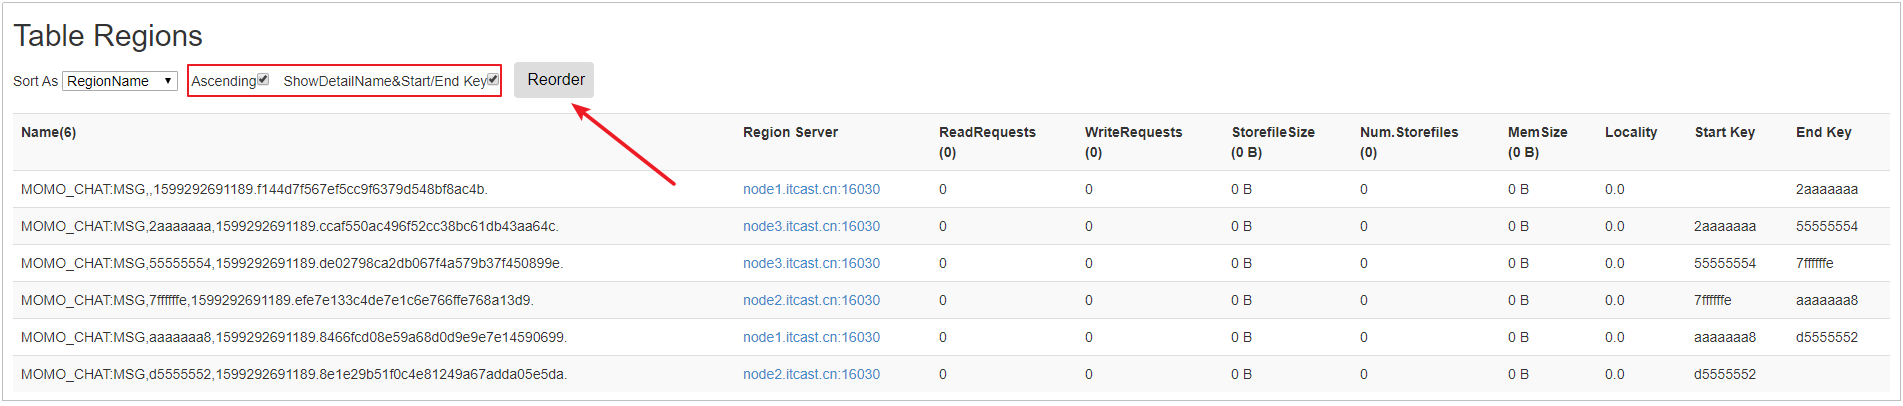 Table Regions
Sort As RegionName Ascending ShowDetailName&Start/End Key Reorder
Name(6) Region Server ReadRequests WriteRequests StorefileSize Num.Storefiles MemSize Locality Start Key End Key
(0) (0) (0 B) (0) (0 B)
MOMO_CHAT:MSG,,1599292691189.f144d7f567ef5cc9f6379d548bf8ac4b. node1.itcast.cn:16030 0 0 0 B 0 0 B 0.0 2aaaaaaa
MOMO_CHAT:MSG,2aaaaaaa,1599292691189.ccaf550ac496f52cc38bc61db43aa64c. node3.itcast.cn:16030 0 0 0 B 0 0 B 0.0 2aaaaaaa 55555554
MOMO_CHAT:MSG,55555554,1599292691189.de02798ca2db067f4a579b37f450899e. node3.itcast.cn:16030 0 0 0 B 0 0 B 0.0 55555554 7ffffffe
MOMO_CHAT:MSG,7ffffffe,1599292691189.efe7e133c4de7e1c6e766ffe768a13d9. node2.itcast.cn:16030 0 0 0 B 0 0 B 0.0 7ffffffe aaaaaaa8
MOMO_CHAT:MSG,aaaaaaa8,1599292691189.8466fcd08e59a68d0d9e9e7e14590699. node1.itcast.cn:16030 0 0 0 B 0 0 B 0.0 aaaaaaa8 d5555552
MOMO_CHAT:MSG,d5555552,1599292691189.8e1e29b51f0c4e81249a67adda05e5da. node2.itcast.cn:16030 0 0 0 B 0 0 B 0.0 d5555552